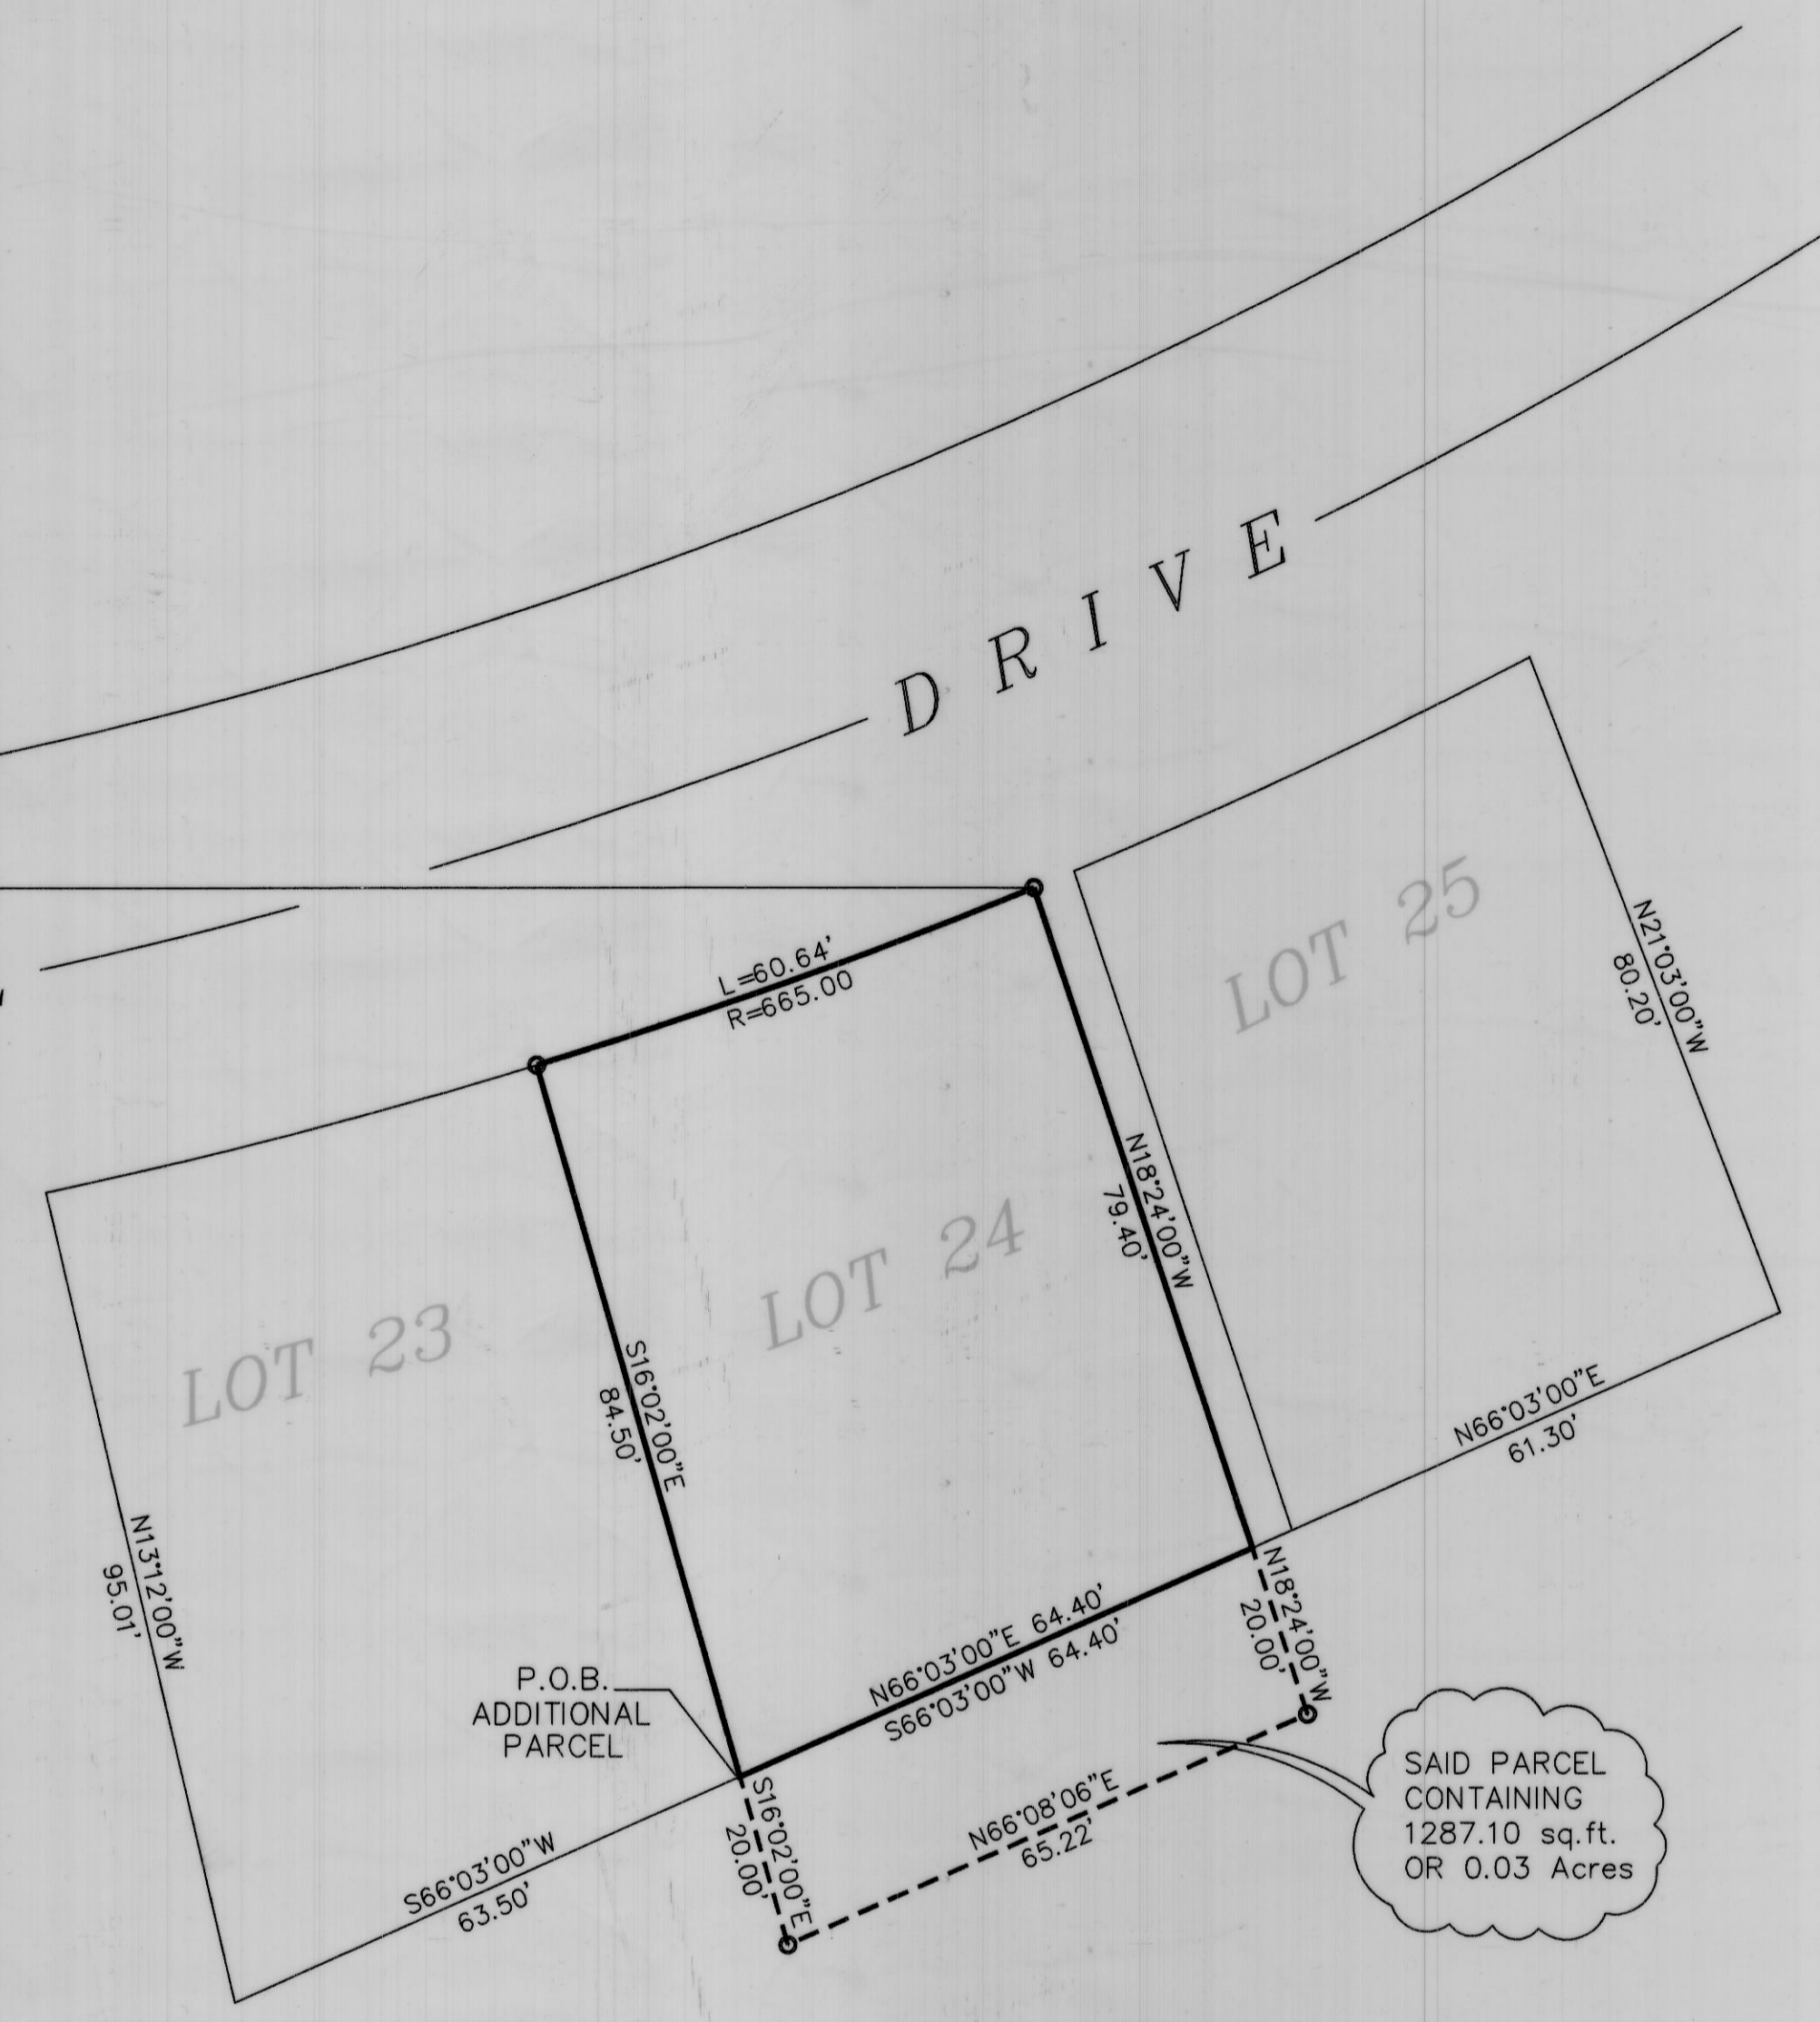 DRIVE
LOT 25
N21°03'00"W
80.20'
L=60.64'
R=665.00
N18°24'00"W
79.40'
LOT 24
LOT 23
S16°02'00"E
84.50'
N66°03'00"E
61.30'
N13°12'00"W
95.01'
N66°03'00"E 64.40'
S66°03'00"W 64.40'
N18°24'00"W
20.00'
P.O.B.
ADDITIONAL
PARCEL
S16°02'00"E
20.00'
N66°08'06"E
65.22'
SAID PARCEL
CONTAINING
1287.10 sq.ft.
OR 0.03 Acres
S66°03'00"W
63.50'